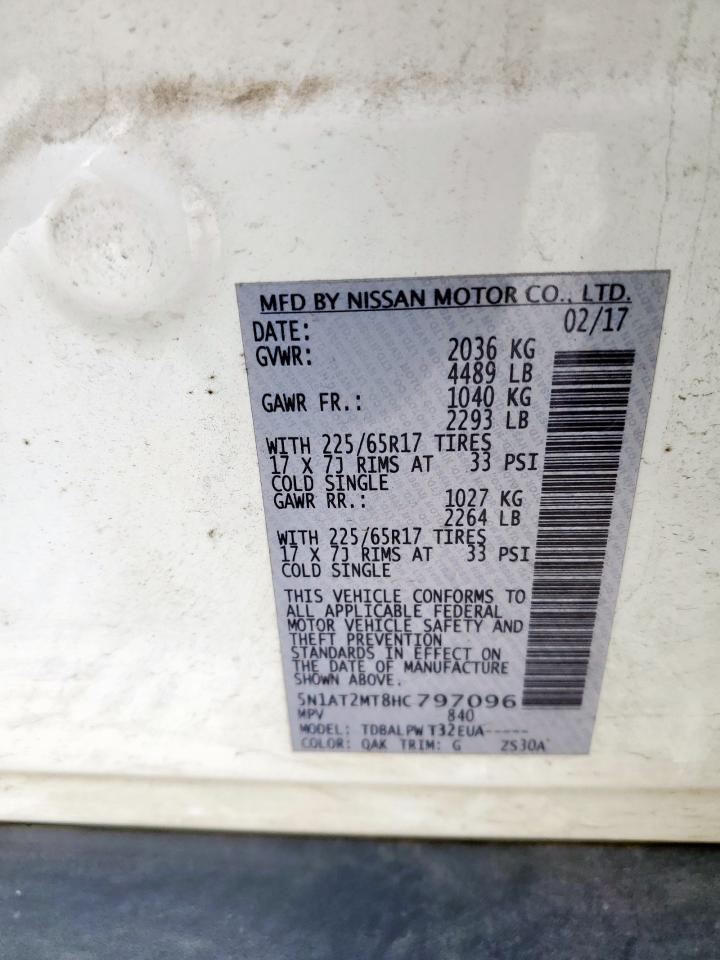 MFD BY NISSAN MOTOR CO., LTD.
DATE: 02/17
GVWR: 2036 KG
4489 LB
GAWR FR.: 1040 KG
2293 LB
WITH 225/65R17 TIRES
17 X 7J RIMS AT 33 PSI
COLD SINGLE
GAWR RR.: 1027 KG
2264 LB
WITH 225/65R17 TIRES
17 X 7J RIMS AT 33 PSI
COLD SINGLE
THIS VEHICLE CONFORMS TO
ALL APPLICABLE FEDERAL
MOTOR VEHICLE SAFETY AND
THEFT PREVENTION
STANDARDS IN EFFECT ON
THE DATE OF MANUFACTURE
SHOWN ABOVE.
5N1AT2MT8HC797096
MPV 840
MODEL: TDBALPW T32EUA-----
COLOR: QAK TRIM: G ZS30A